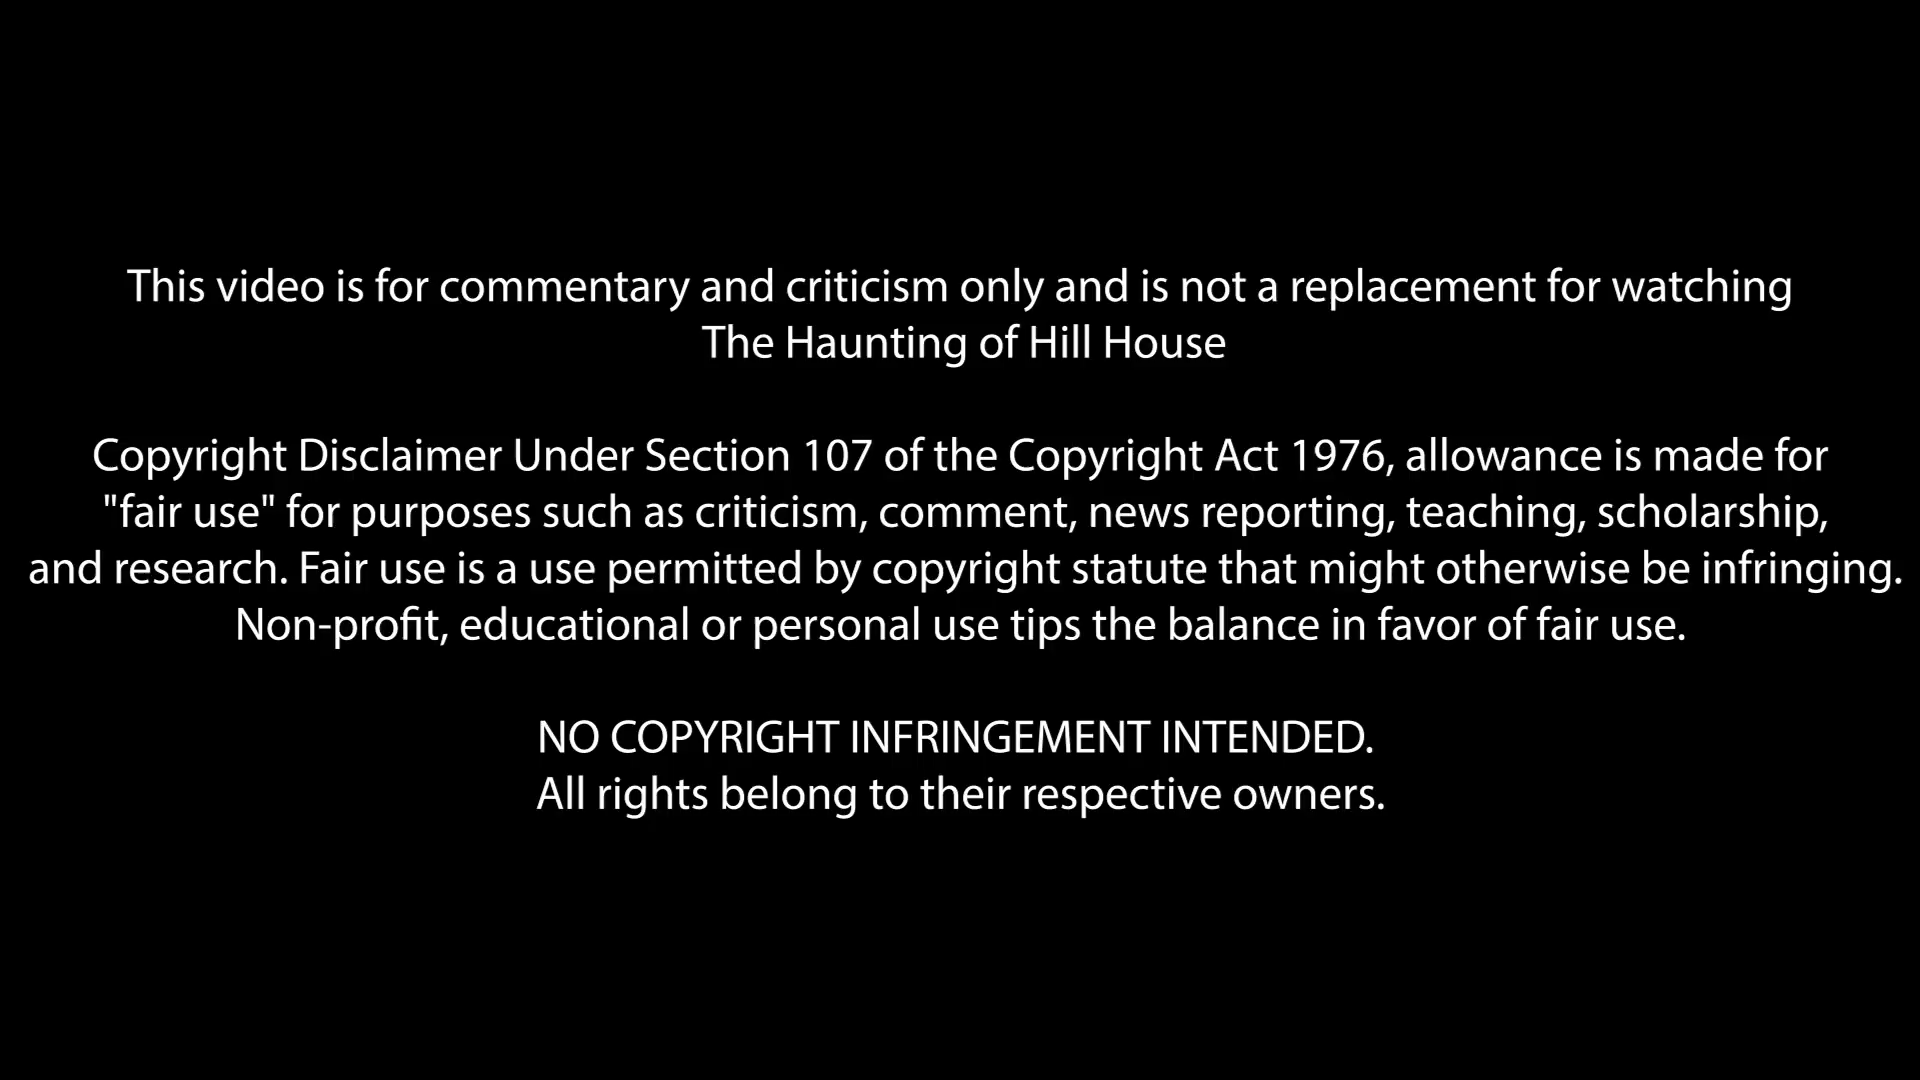 This video is for commentary and criticism only and is not a replacement for watching
The Haunting of Hill House
Copyright Disclaimer Under Section 107 of the Copyright Act 1976, allowance is made for
"fair use" for purposes such as criticism, comment, news reporting, teaching, scholarship,
and research. Fair use is a use permitted by copyright statute that might otherwise be infringing.
Non-profit, educational or personal use tips the balance in favor of fair use.
NO COPYRIGHT INFRINGEMENT INTENDED.
All rights belong to their respective owners.